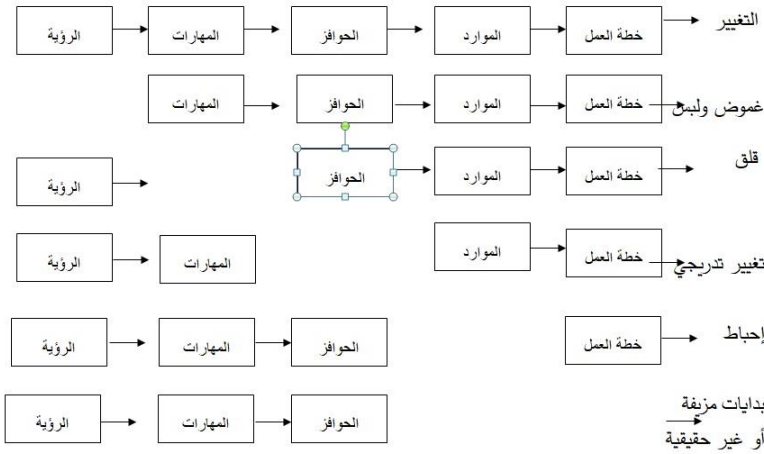 الرؤية
المهارات
الحوافز
الموارد
خطة العمل
التغيير
المهارات
الحوافز
الموارد
خطة العمل
غموض ولبس
الرؤية
الحوافز
الموارد
خطة العمل
قلق
الرؤية
المهارات
الموارد
خطة العمل
تغيير تدريجي
الرؤية
المهارات
الحوافز
خطة العمل
إحباط
الرؤية
المهارات
الحوافز
بدايات مزيفة
أو غير حقيقية